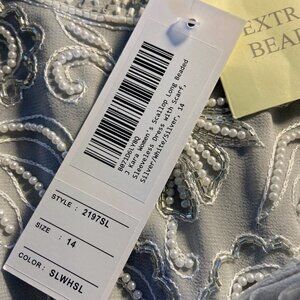 EXTR
BEAD
J Kara Women's Scallop Long Beaded
Sleeveless Dress with Scarf,
Silver/White/Silver, 14
STYLE : 2197SL
SIZE : 14
COLOR : SLWHSL